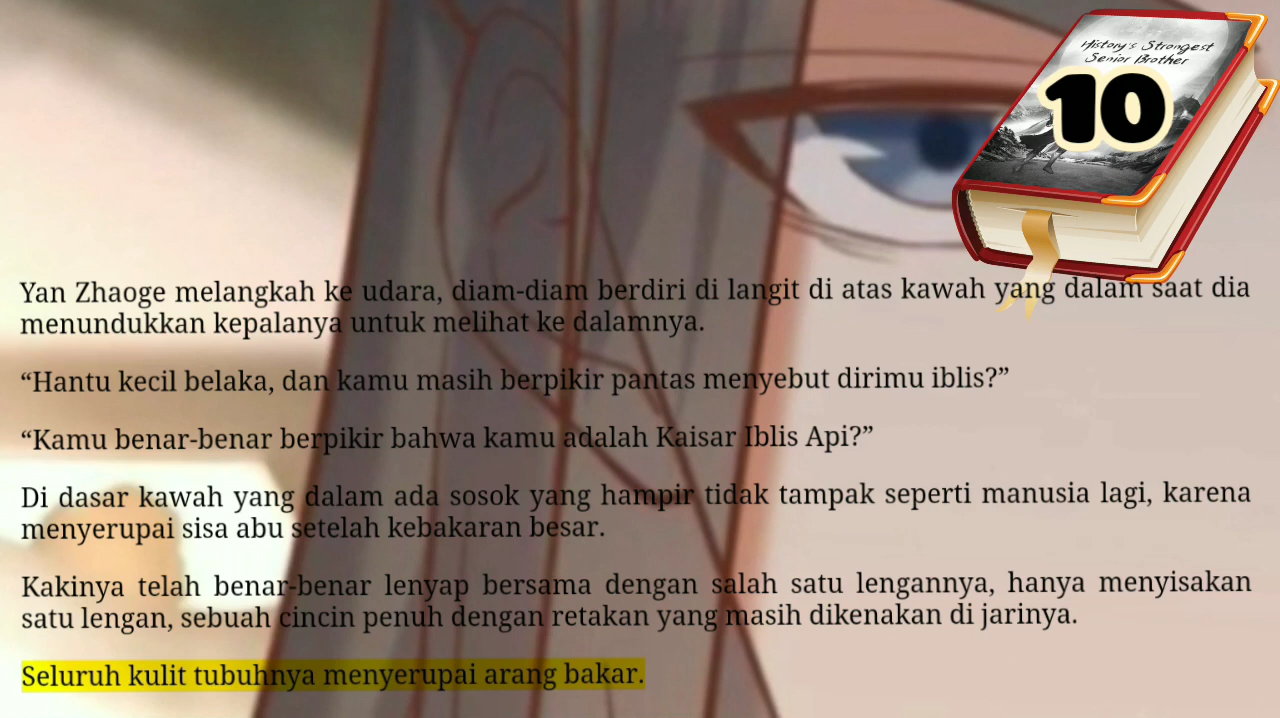 History's Strongest
Senior Brother
10
Yan Zhaoge melangkah ke udara, diam-diam berdiri di langit di atas kawah yang dalam saat dia
menundukkan kepalanya untuk melihat ke dalamnya.
“Hantu kecil belaka, dan kamu masih berpikir pantas menyebut dirimu iblis?”
“Kamu benar-benar berpikir bahwa kamu adalah Kaisar Iblis Api?”
Di dasar kawah yang dalam ada sosok yang hampir tidak tampak seperti manusia lagi, karena
menyerupai sisa abu setelah kebakaran besar.
Kakinya telah benar-benar lenyap bersama dengan salah satu lengannya, hanya menyisakan
satu lengan, sebuah cincin penuh dengan retakan yang masih dikenakan di jarinya.
Seluruh kulit tubuhnya menyerupai arang bakar.